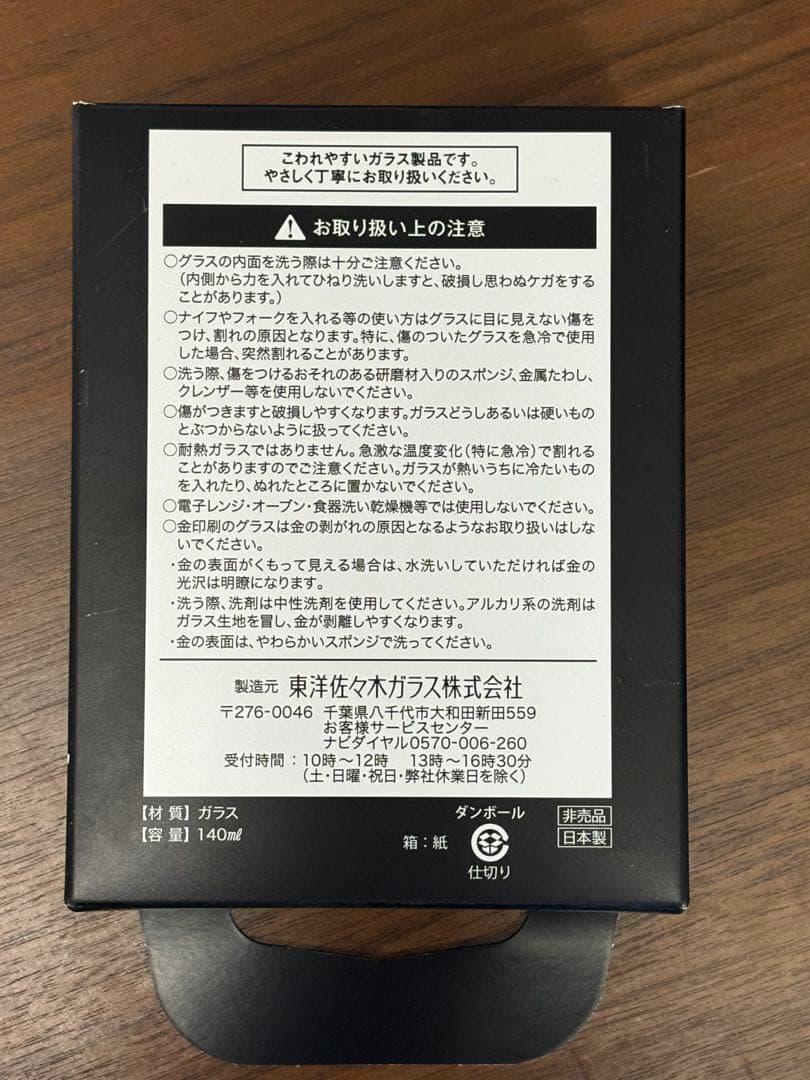 こわれやすいガラス製品です。
やさしく丁寧にお取り扱いください。
お取り扱い上の注意
○グラスの内面を洗う際は十分ご注意ください。
（内側から力を入れてひねり洗いしますと、破損し思わぬケガをする
ことがあります。）
○ナイフやフォークを入れる等の使い方はグラスに目に見えない傷を
つけ、割れの原因となります。特に、傷のついたグラスを急冷で使用
した場合、突然割れることがあります。
○洗う際、傷をつけるおそれのある研磨材入りのスポンジ、金属たわし、
クレンザー等を使用しないでください。
○傷がつきますと破損しやすくなります。ガラスどうしあるいは硬いもの
とぶつからないように扱ってください。
○耐熱ガラスではありません。急激な温度変化（特に急冷）で割れる
ことがありますのでご注意ください。ガラスが熱いうちに冷たいもの
を入れたり、ぬれたところに置かないでください。
○電子レンジ・オーブン・食器洗い乾燥機等では使用しないでください。
○金印刷のグラスは金の剥がれの原因となるようなお取り扱いはしな
いでください。
・金の表面がくもって見える場合は、水洗いしていただければ金の
光沢は明瞭になります。
・洗う際、洗剤は中性洗剤を使用してください。アルカリ系の洗剤は
ガラス生地を冒し、金が剥離しやすくなります。
・金の表面は、やわらかいスポンジで洗ってください。
製造元 東洋佐々木ガラス株式会社
〒276-0046 千葉県八千代市大和田新田559
お客様サービスセンター
ナビダイヤル0570-006-260
受付時間：10時～12時 13時～16時30分
（土・日曜・祝日・弊社休業日を除く）
【材 質】ガラス
【容 量】140㎖
箱：紙
ダンボール
仕切り
非売品
日本製